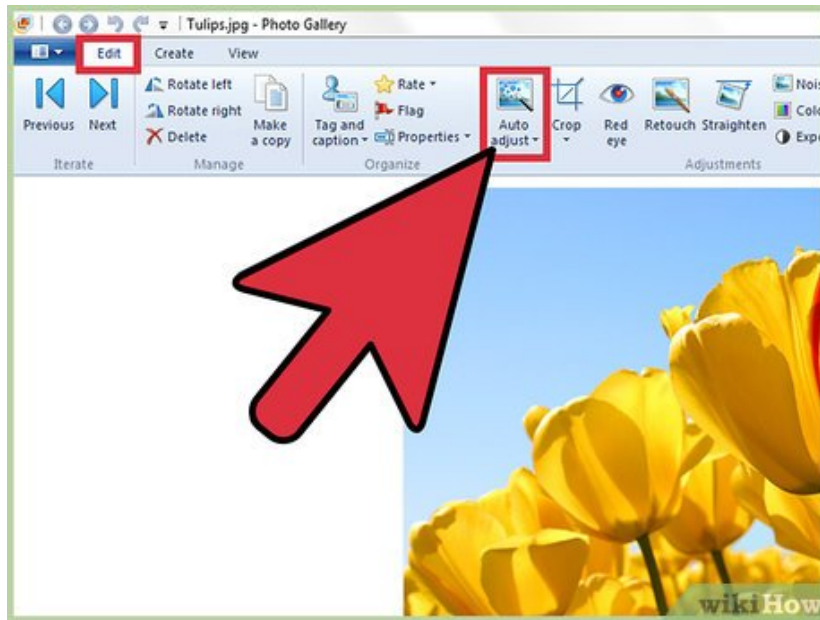 Tulips.jpg - Photo Gallery
Edit Create View
Rotate left Rate
Rotate right Flag
Previous Next Delete Make a copy Tag and caption Properties Auto adjust Crop Red eye Retouch Straighten
Iterate Manage Organize Adjustments
wikiHow